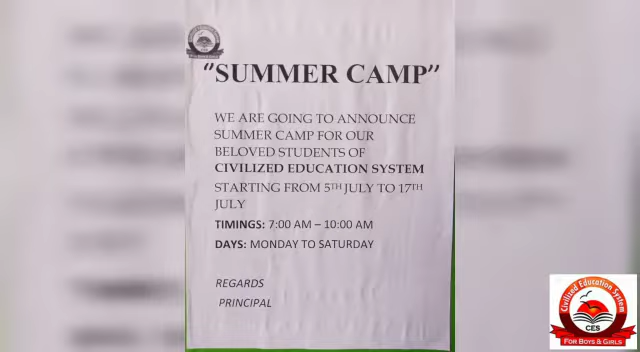 “SUMMER CAMP”
WE ARE GOING TO ANNOUNCE
SUMMER CAMP FOR OUR
BELOVED STUDENTS OF
CIVILIZED EDUCATION SYSTEM
STARTING FROM 5TH JULY TO 17TH
JULY
TIMINGS: 7:00 AM – 10:00 AM
DAYS: MONDAY TO SATURDAY
REGARDS
PRINCIPAL
Civilized Education System
CES
FOR BOYS & GIRLS